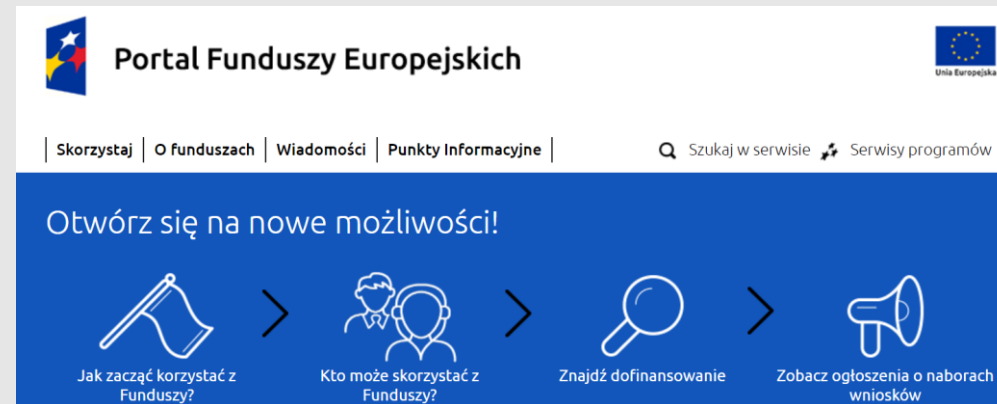 Portal Funduszy Europejskich
Unia Europejska
Skorzystaj O funduszach Wiadomości Punkty Informacyjne Szukaj w serwisie Serwisy programów
Otwórz się na nowe możliwości!
Jak zacząć korzystać z
Funduszy?
Kto może skorzystać z
Funduszy?
Znajdź dofinansowanie
Zobacz ogłoszenia o naborach
wniosków